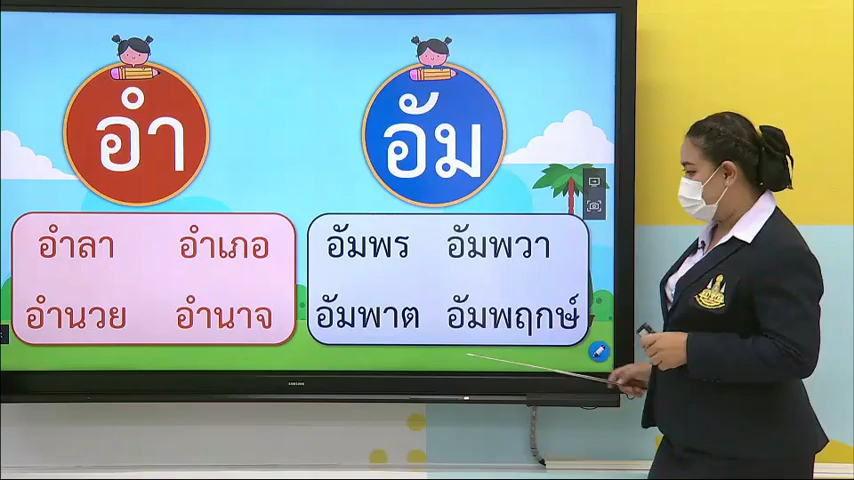 อำ
อัม
อำลา อำเภอ
อำนวย อำนาจ
อัมพร อัมพวา
อัมพาต อัมพฤกษ์
SAMSUNG